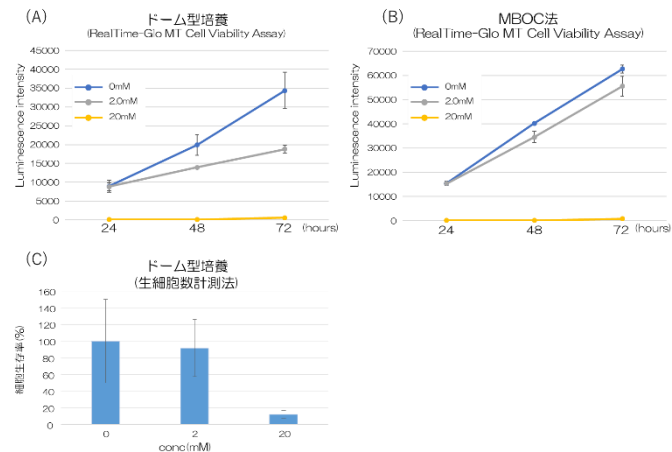 (A)
ドーム型培養
(RealTime-Glo MT Cell Viability Assay)
Luminescence intensity
45000
40000
35000
30000
25000
20000
15000
10000
5000
0
0mM
2.0mM
20mM
24 48 72 (hours)
(B)
MBOC法
(RealTime-Glo MT Cell Viability Assay)
Luminescence intensity
70000
60000
50000
40000
30000
20000
10000
0
0mM
2.0mM
20mM
24 48 72 (hours)
(C)
ドーム型培養
(生細胞数計測法)
細胞生存率(%)
160
140
120
100
80
60
40
20
0
0 2 20
conc(mM)